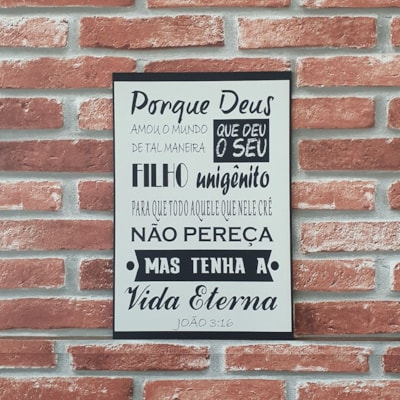 Porque Deus
AMOU O MUNDO
DE TAL MANEIRA
QUE DEU
O SEU
FILHO unigênito
PARA QUE TODO AQUELE QUE NELE CRÊ
NÃO PEREÇA
MAS TENHA A
Vida Eterna
JOÃO 3:16